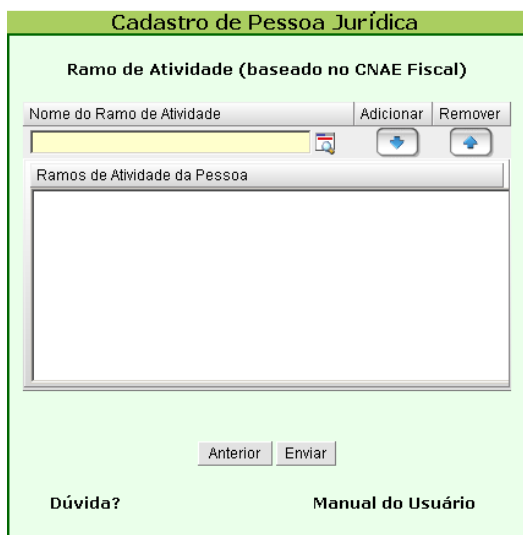 Cadastro de Pessoa Jurídica
Ramo de Atividade (baseado no CNAE Fiscal)
Nome do Ramo de Atividade Adicionar Remover
Ramos de Atividade da Pessoa
Anterior Enviar
Dúvida? Manual do Usuário